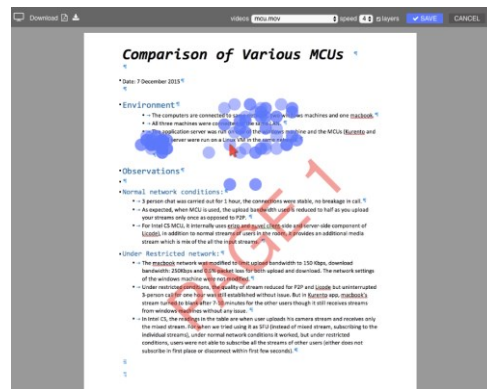 Download
videos mcu.mov speed 4 layers SAVE CANCEL
Comparison of Various MCUs
Date: 7 December 2015
Environment
The computers are connected to windows machines and one macbook.
All three machines were
application server was run machine and the MCUs (Kurento and
server were run on a Linux VM in the same
Observations
Normal network conditions:
3 person that was carried out for 1 hour, the connections were stable, no breakage in call.
As expected, when MCU is used, the upload bandwidth used is reduced to half as you upload
your streams only once as opposed to P2P.
For Intel CS MCU, it internally uses erizo and nuve client side and server-side component of
Licode). In addition to normal streams of users in the room, it provides an additional media
stream which is mix of the all the input streams.
Under Restricted network:
The macbook network was modified to limit upload bandwidth to 150 Kbps, download
bandwidth: 250Kbps and 0.1% packet loss for both upload and download. The network settings
of the windows machine were not modified.
Under restricted conditions, the quality of stream reduced for P2P and Licode but uninterrupted
3-person call for one hour was still established without issue. But in Kurento app, macbook's
stream turned to blank after 7-10 minutes for the other users though it still receives streams
from windows machines without any issue.
In Intel CS, the readings in the table are when user uploads his camera stream and receives only
the mixed stream. For when we tried using it as SFU (instead of mixed stream, subscribing to the
individual streams), under normal network conditions it worked, but under restricted
conditions, users were not able to subscribe all the streams of other users (either does not
subscribe in first place or disconnect within first few seconds).
PAGE 1